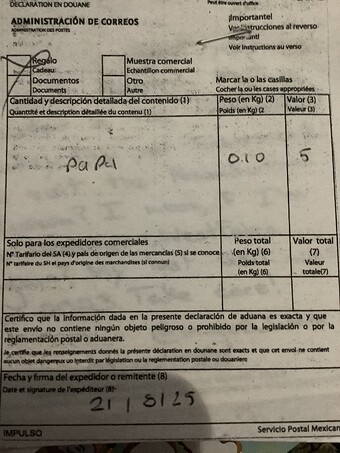 DECLARATION EN DOUANE
Peut être ouvert d'office
ADMINISTRACIÓN DE CORREOS
ADMINISTRATION DES POSTES
¡Importante!
Ver instrucciones al reverso
Important!
Voir instructions au verso
Regalo
Cadeau
Muestra comercial
Echantillon commercial
Documentos
Documents
Otro
Autre
Marcar la o las casillas
Cocher la ou les cases appropriées
Cantidad y descripción detallada del contenido (1)
Quantité et description détaillée du contenu (1)
Peso (en Kg) (2)
Poids (en Kg) (2
Valor (3)
Valeur (3)
papel
0.10
5
Solo para los expedidores comerciales
N° Tarifario del SA (4) y país de origen de las mercancías (5) si se conoce
N° tarifaire du SH et pays d'origine des marchandises (si connun)
Peso total
(en Kg) (6)
Poids total
(en Kg) (6)
Valor total
(7)
Valeur
totale(7)
Certifico que la información dada en la presente declaración de aduana es exacta y que
este envío no contiene ningún objeto peligroso o prohibido por la legislación o por la
reglamentación postal o aduanera.
Je certifie que les renseignements donnés la présente déclaration en douane sont exacts et que cet envoi ne contient
aucun objet dangereux ou interdit par législation ou la reglementation postale ou douaniere
Fecha y firma del expedidor o remitente (8)
Date et signature de l'expéditeur (8)
21/8/25
IMPULSO
Servicio Postal Mexican